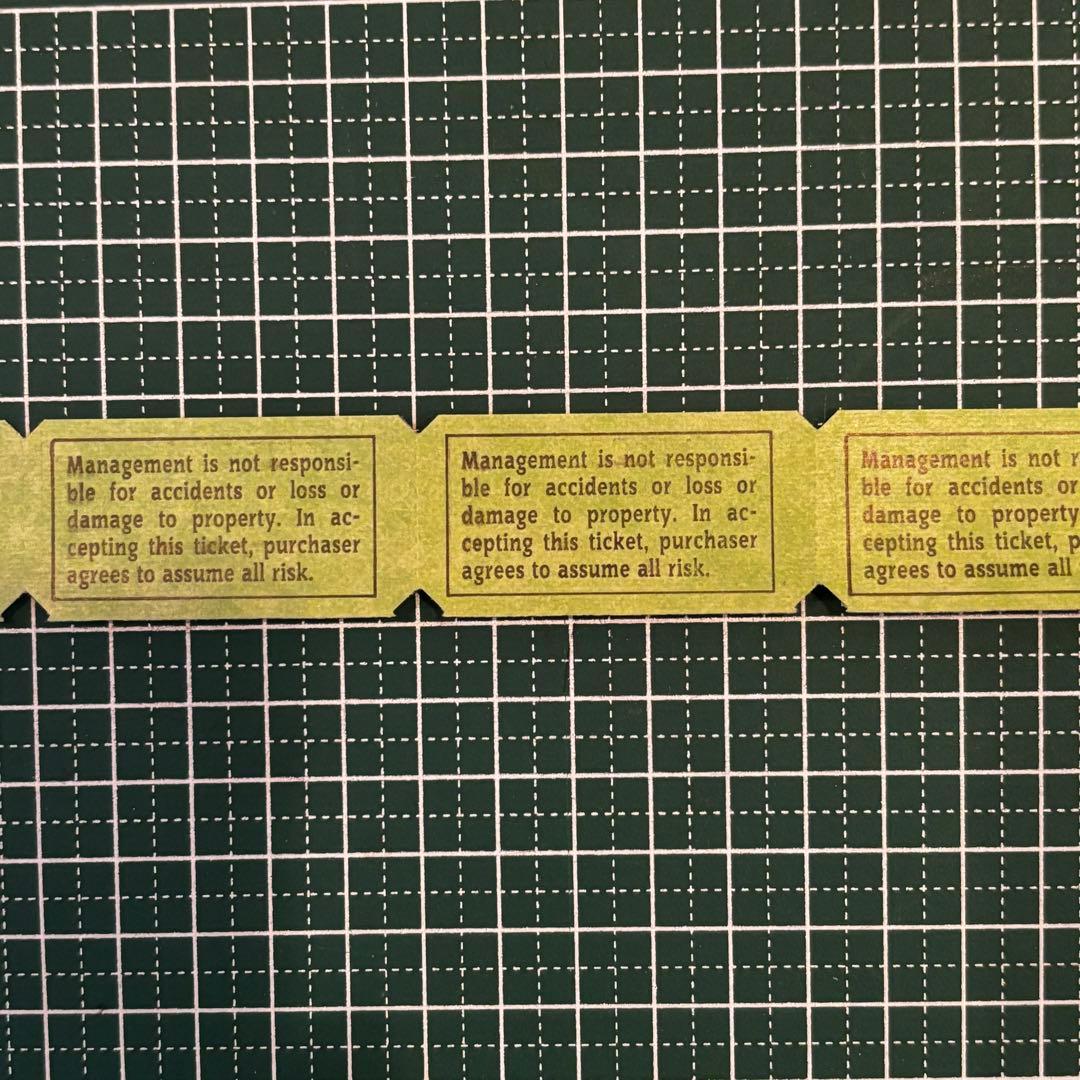 Management is not responsi-
ble for accidents or loss or
damage to property. In ac-
cepting this ticket, purchaser
agrees to assume all risk.
Management is not responsi-
ble for accidents or loss or
damage to property. In ac-
cepting this ticket, purchaser
agrees to assume all risk.
Management is not
ble for accidents or
damage to property
cepting this ticket,
agrees to assume all